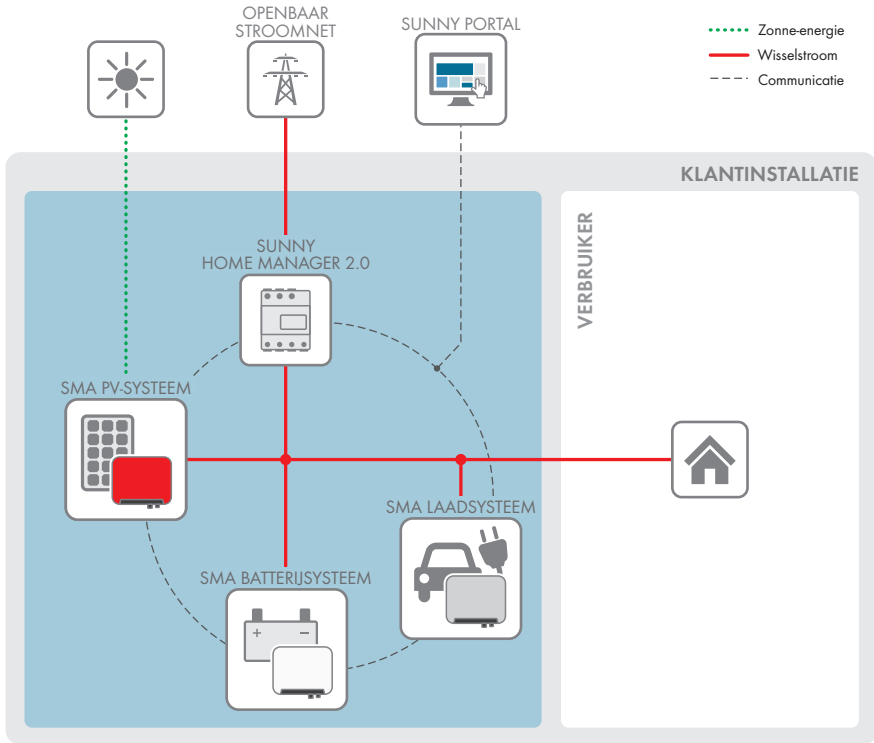 OPENBAAR
STROOMNET
SUNNY PORTAL
Zonne-energie
Wisselstroom
Communicatie
KLANTINSTALLATIE
VERBRUIKER
SUNNY
HOME MANAGER 2.0
SMA PV-SYSTEEM
SMA LAADSYSTEEM
SMA BATTERIJSYSTEEM
+ −